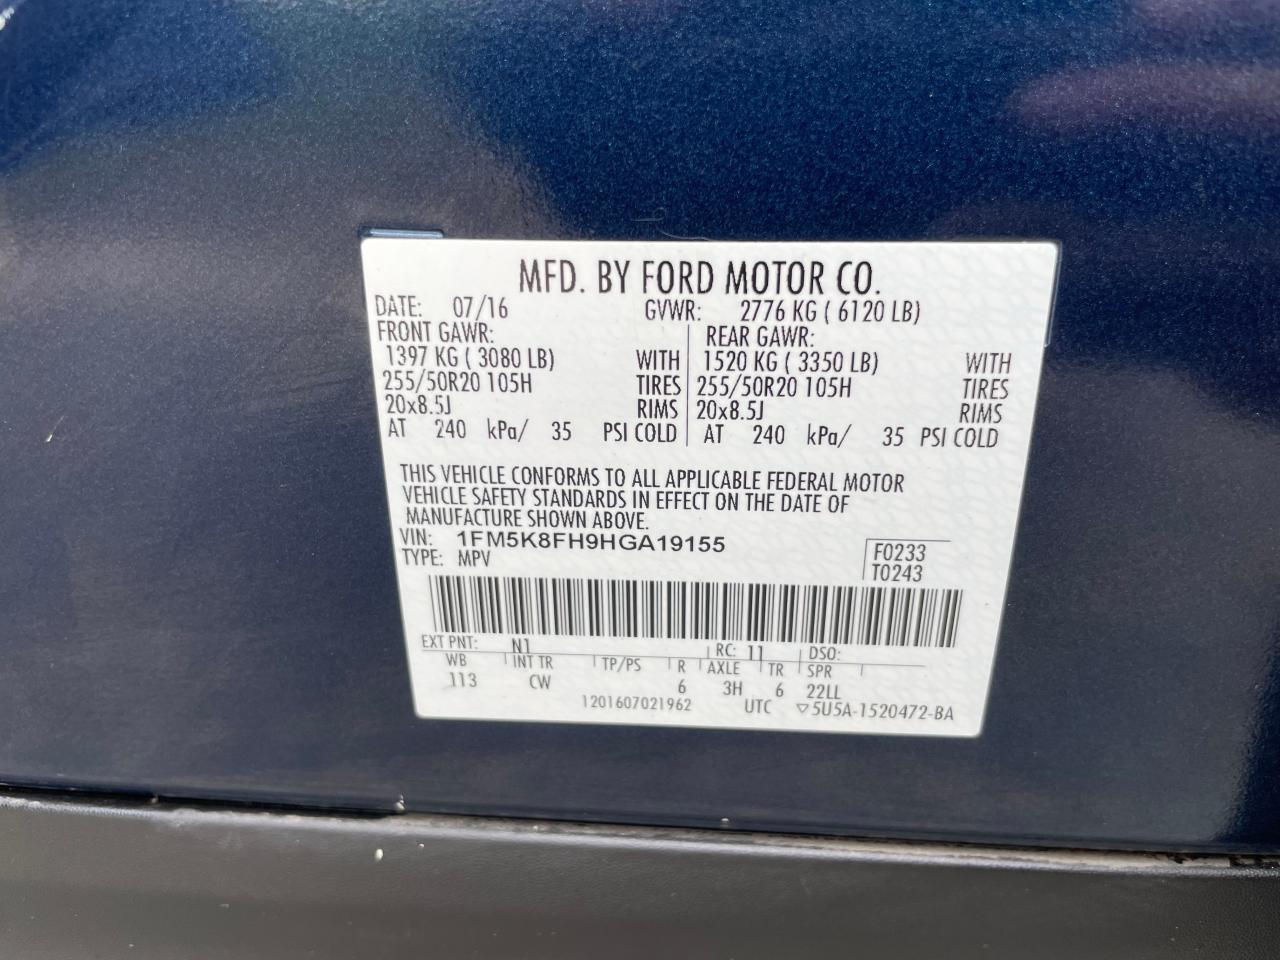 MFD. BY FORD MOTOR CO.
DATE: 07/16 GVWR: 2776 KG ( 6120 LB)
FRONT GAWR: REAR GAWR:
1397 KG ( 3080 LB) WITH 1520 KG ( 3350 LB) WITH
255/50R20 105H TIRES 255/50R20 105H TIRES
20x8.5J RIMS 20x8.5J RIMS
AT 240 kPa/ 35 PSI COLD AT 240 kPa/ 35 PSI COLD
THIS VEHICLE CONFORMS TO ALL APPLICABLE FEDERAL MOTOR
VEHICLE SAFETY STANDARDS IN EFFECT ON THE DATE OF
MANUFACTURE SHOWN ABOVE.
VIN: 1FM5K8FH9HGA19155 F0233
TYPE: MPV T0243
EXT PNT: N1 RC: 11 DSO:
WB INT TR TP/PS R AXLE TR SPR
113 CW 6 3H 6 22LL
1201607021962 UTC ▽5U5A-1520472-BA